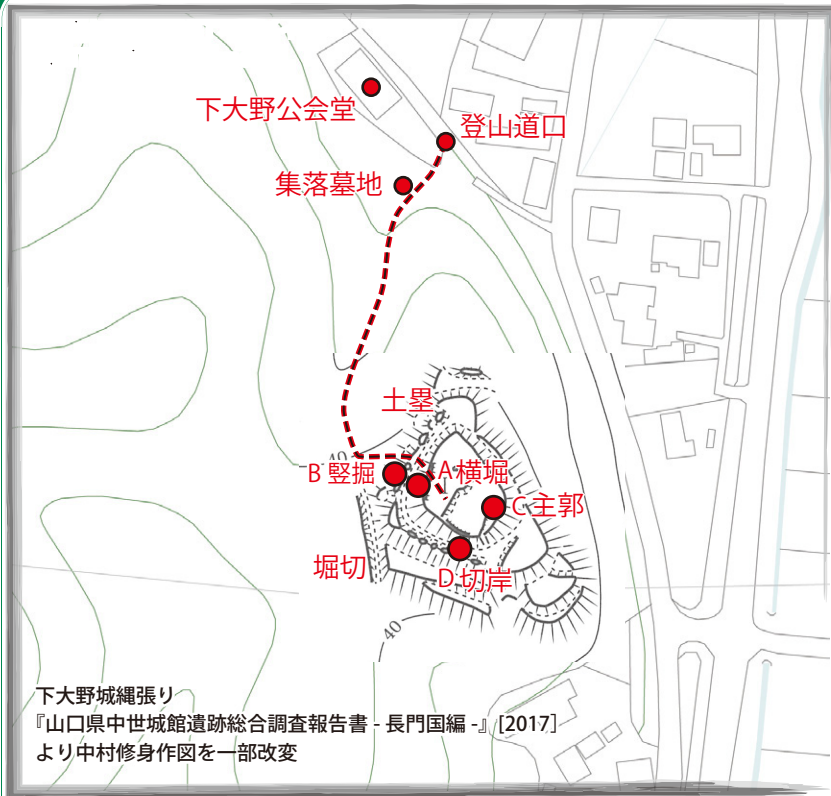 下大野公会堂
登山道口
集落墓地
土塁
40
B 竪掘
A横堀
C主郭
堀切
D切岸
40
下大野城縄張り
『山口県中世城館遺跡総合調査報告書 - 長門国編 -』[2017]
より中村修身作図を一部改変